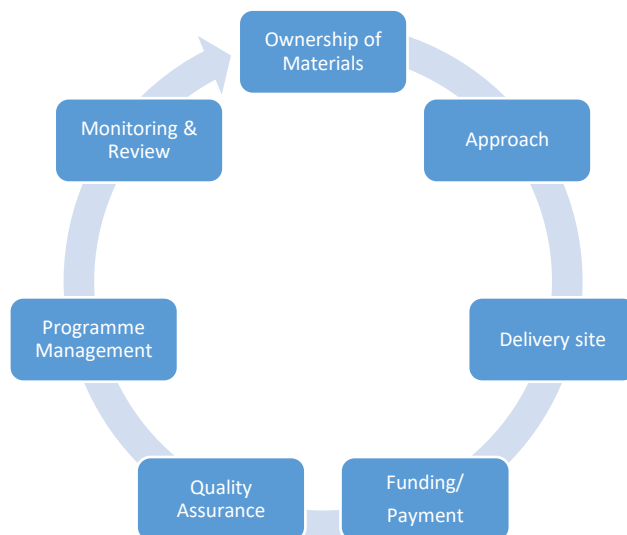 Ownership of
Materials
Approach
Delivery site
Funding/
Payment
Quality
Assurance
Programme
Management
Monitoring &
Review